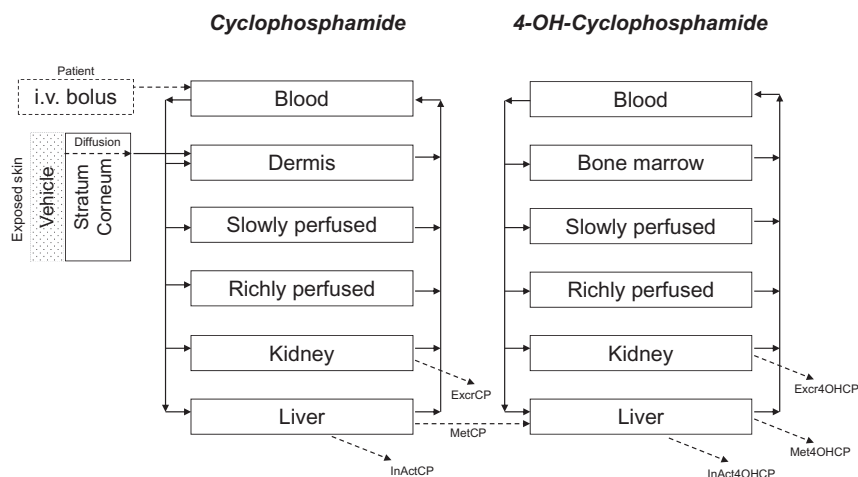 Cyclophosphamide
4-OH-Cyclophosphamide
Patient
i.v. bolus
Exposed skin
Vehicle
Stratum
Corneum
Diffusion
Blood
Dermis
Slowly perfused
Richly perfused
Kidney
ExcrCP
Liver
MetCP
InActCP
Blood
Bone marrow
Slowly perfused
Richly perfused
Kidney
Excr4OHCP
Liver
Met4OHCP
InAct4OHCP